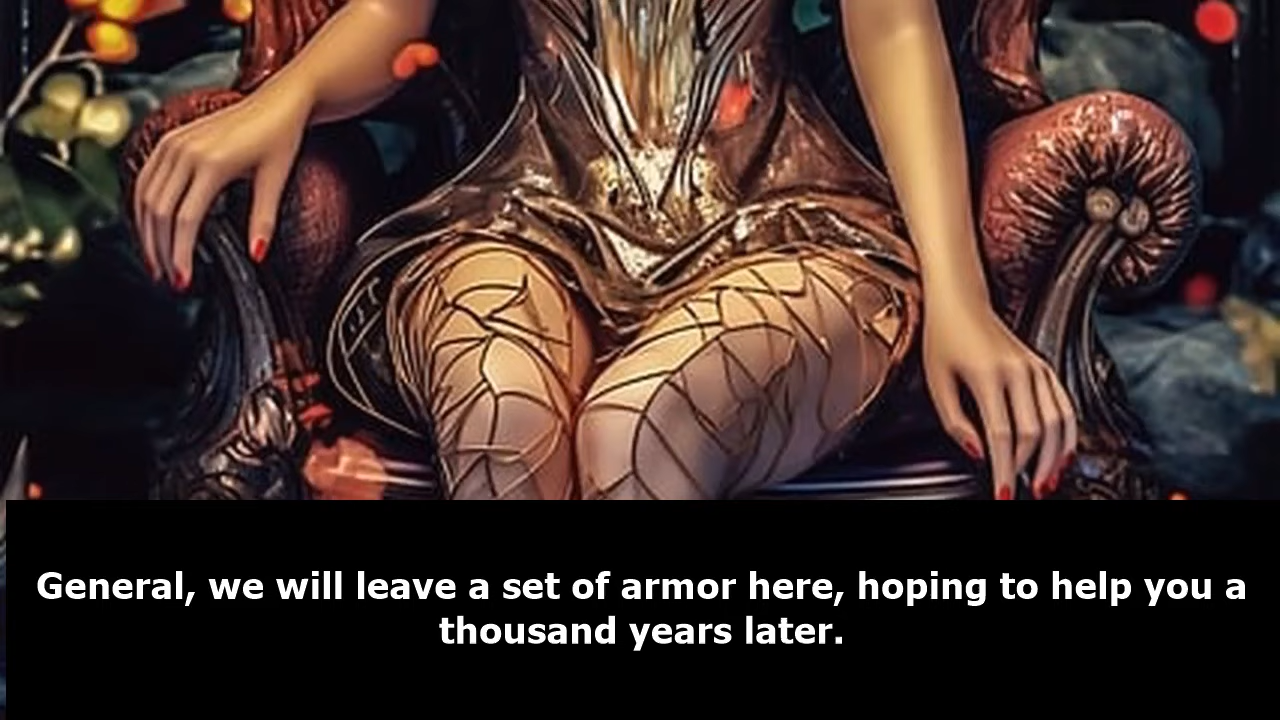 General, we will leave a set of armor here, hoping to help you a
thousand years later.